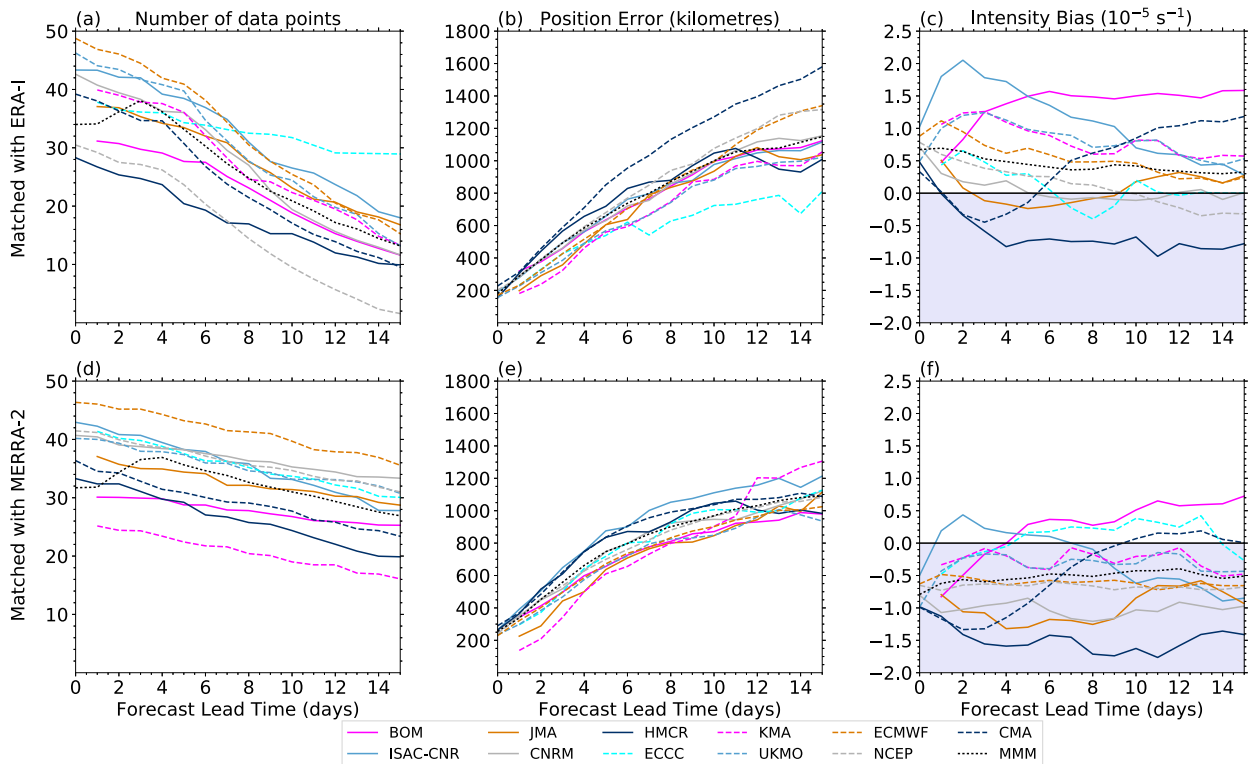 (a) Number of data points
(b) Position Error (kilometres)
(c) Intensity Bias (10⁻⁵ s⁻¹)
Matched with ERA-I
50
40
30
20
10
0 2 4 6 8 10 12 14
1800
1600
1400
1200
1000
800
600
400
200
0 2 4 6 8 10 12 14
2.5
2.0
1.5
1.0
0.5
0.0
−0.5
−1.0
−1.5
−2.0
0 2 4 6 8 10 12 14
(d)
(e)
(f)
Matched with MERRA-2
50
40
30
20
10
0 2 4 6 8 10 12 14
Forecast Lead Time (days)
1800
1600
1400
1200
1000
800
600
400
200
0 2 4 6 8 10 12 14
Forecast Lead Time (days)
2.5
2.0
1.5
1.0
0.5
0.0
−0.5
−1.0
−1.5
−2.0
0 2 4 6 8 10 12 14
Forecast Lead Time (days)
BOM JMA HMCR KMA ECMWF CMA
ISAC-CNR CNRM ECCC UKMO NCEP MMM